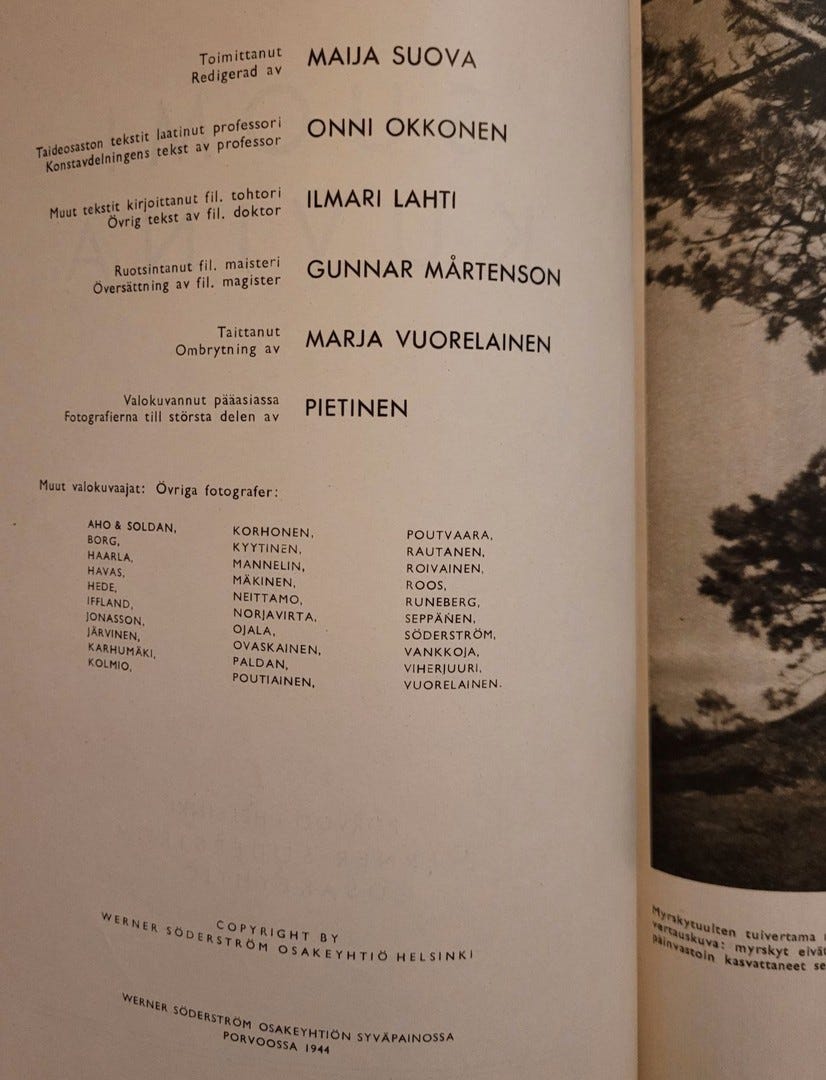 Toimittanut
Redigerad av
MAIJA SUOVA
Taideosaston tekstit laatinut professori
Konstavdelningens tekst av professor
ONNI OKKONEN
Muut tekstit kirjoittanut fil. tohtori
Övrig tekst av fil. doktor
ILMARI LAHTI
Ruotsintanut fil. maisteri
Översättning av fil. magister
GUNNAR MÅRTENSON
Taittanut
Ombrytning av
MARJA VUORELAINEN
Valokuvannut pääasiassa
Fotografierna till största delen av
PIETINEN
Muut valokuvaajat: Övriga fotografer:
AHO & SOLDAN,
BORG,
HAARLA,
HAVAS,
HEDE,
IFFLAND,
JONASSON,
JÄRVINEN,
KARHUMÄKI,
KOLMIO,
KORHONEN,
KYYTINEN,
MANNELIN,
MÄKINEN,
NEITTAMO,
NORJAVIRTA,
OJALA,
OVASKAINEN,
PALDAN,
POUTIAINEN,
POUTVAARA,
RAUTANEN,
ROIVAINEN,
ROOS,
RUNEBERG,
SEPPÄNEN,
SÖDERSTRÖM,
VANKKOJA,
VIHERJUURI,
VUORELAINEN.
COPYRIGHT BY
WERNER SÖDERSTRÖM OSAKEYHTIÖ HELSINKI
WERNER SÖDERSTRÖM OSAKEYHTIÖN SYVÄPAINOSSA
PORVOOSSA 1944
Myrskytuulten tuivertama
vertauskuva: myrskyt eivät
päinvastoin kasvattaneet se